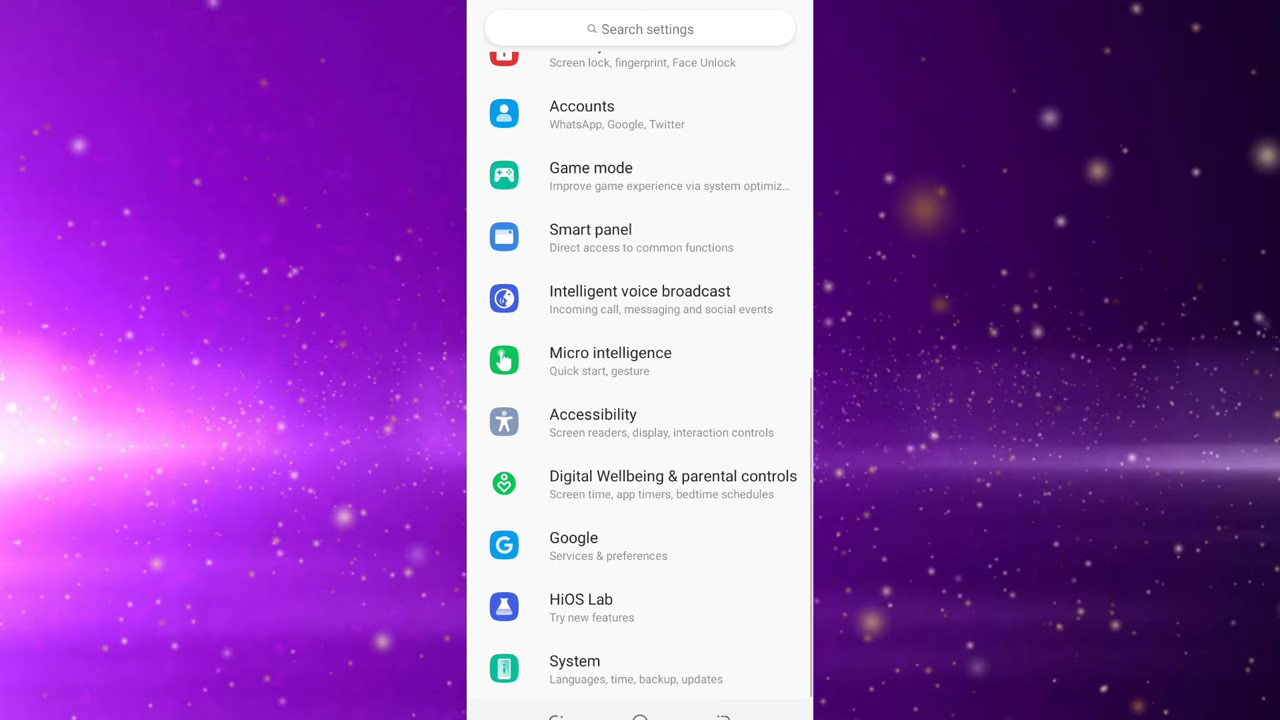 Search settings
Screen lock, fingerprint, Face Unlock
Accounts
WhatsApp, Google, Twitter
Game mode
Improve game experience via system optimiz...
Smart panel
Direct access to common functions
Intelligent voice broadcast
Incoming call, messaging and social events
Micro intelligence
Quick start, gesture
Accessibility
Screen readers, display, interaction controls
Digital Wellbeing & parental controls
Screen time, app timers, bedtime schedules
Google
Services & preferences
HiOS Lab
Try new features
System
Languages, time, backup, updates